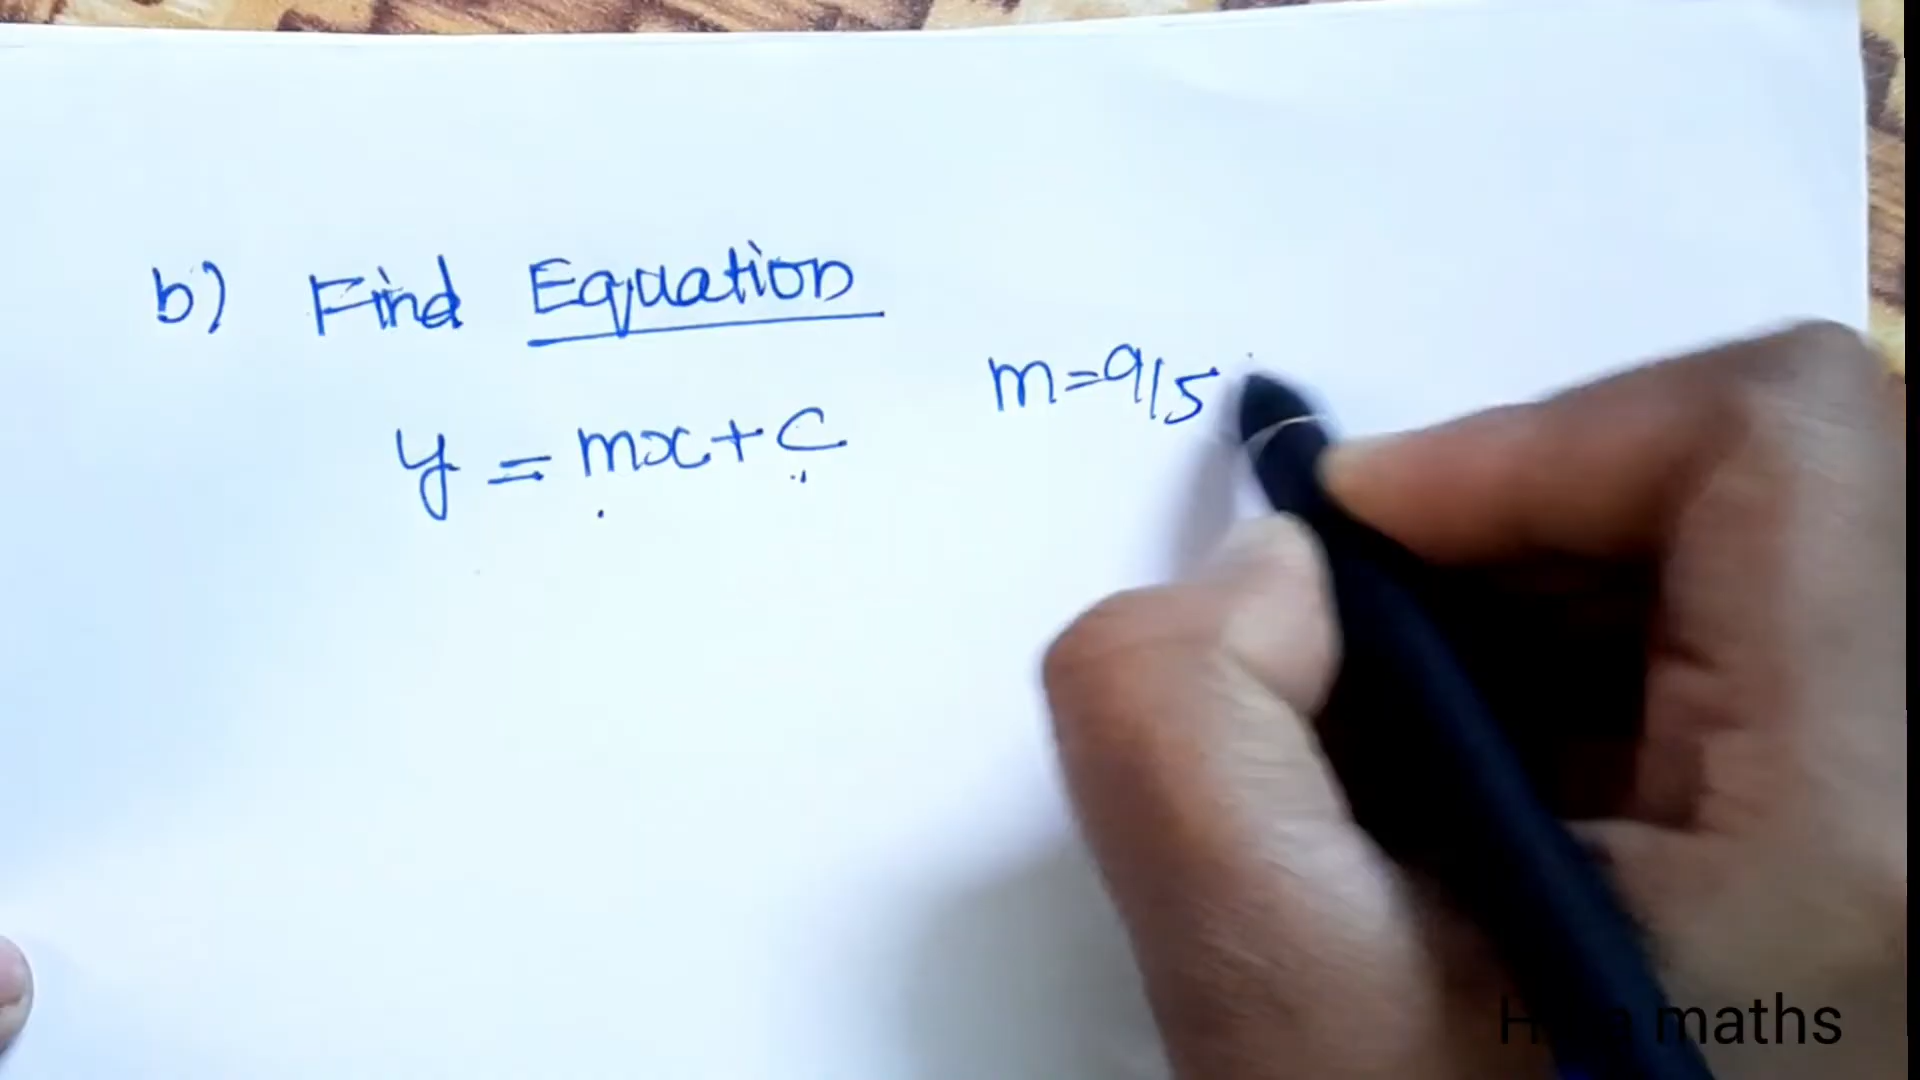 b) Find Equation
m=9/5
y = mx+c
maths